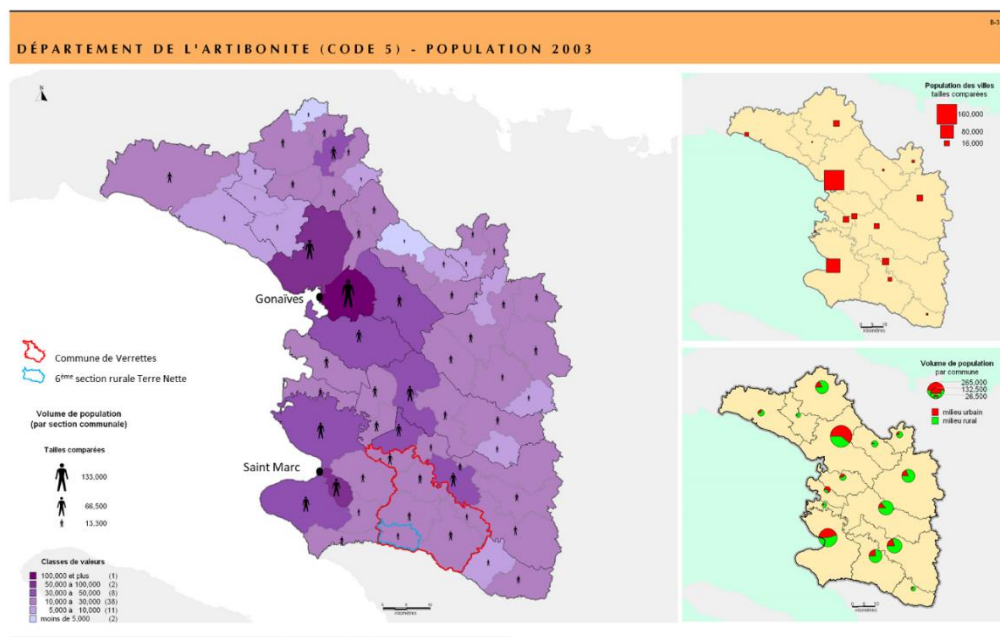 B-3
DÉPARTEMENT DE L'ARTIBONITE (CODE 5) - POPULATION 2003
N
Gonaïves
Commune de Verrettes
6ème section rurale Terre Nette
Volume de population
(par section communale)
Tailles comparées
133,000
66,500
13,300
Saint Marc
Classes de valeurs
100,000 et plus (1)
50,000 à 100,000 (2)
30,000 à 50,000 (8)
10,000 à 30,000 (38)
5,000 à 10,000 (11)
moins de 5,000 (2)
Population des villes
tailles comparées
160,000
80,000
16,000
Volume de population
par commune
265,000
132,500
26,500
milieu urbain
milieu rural